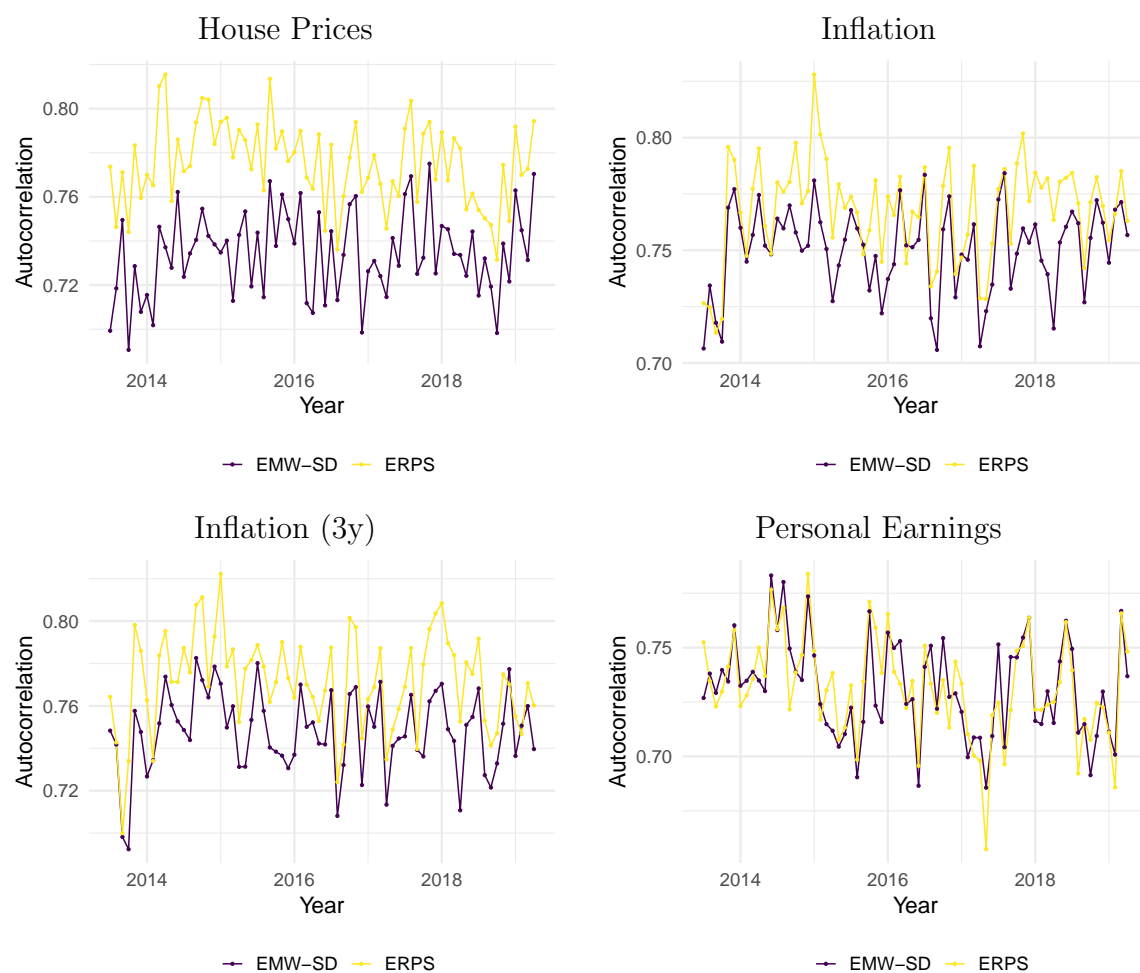 House Prices
Autocorrelation
0.80
0.76
0.72
2014 2016 2018
Year
EMW−SD ERPS
Inflation
Autocorrelation
0.80
0.75
0.70
2014 2016 2018
Year
EMW−SD ERPS
Inflation (3y)
Autocorrelation
0.80
0.76
0.72
2014 2016 2018
Year
EMW−SD ERPS
Personal Earnings
Autocorrelation
0.75
0.70
2014 2016 2018
Year
EMW−SD ERPS